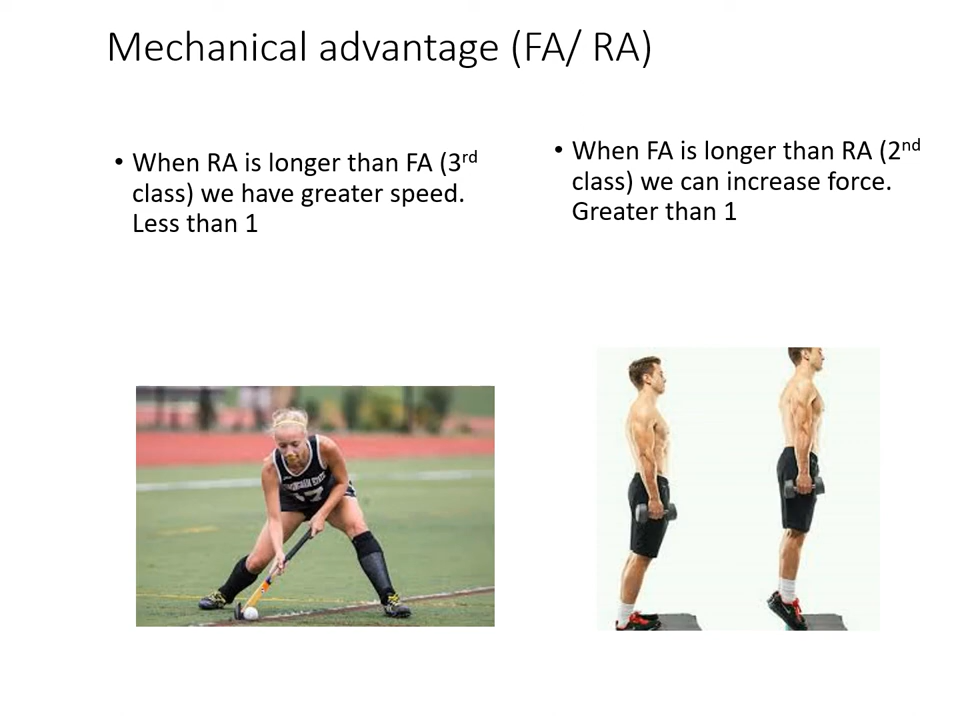 Mechanical advantage (FA/ RA)
• When RA is longer than FA (3rd
class) we have greater speed.
Less than 1
• When FA is longer than RA (2nd
class) we can increase force.
Greater than 1